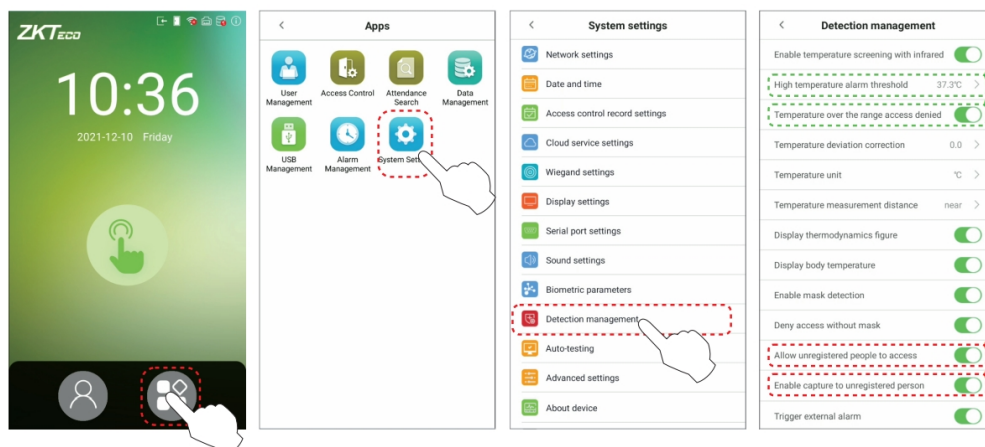 ZKTECO
10:36
2021-12-10 Friday
Apps
User Management
Access Control
Attendance Search
Data Management
USB Management
Alarm Management
System Sett
System settings
Network settings
Date and time
Access control record settings
Cloud service settings
Wiegand settings
Display settings
Serial port settings
Sound settings
Biometric parameters
Detection management
Auto-testing
Advanced settings
About device
Detection management
Enable temperature screening with infrared
High temperature alarm threshold 37.3°C
Temperature over the range access denied
Temperature deviation correction 0.0
Temperature unit °C
Temperature measurement distance near
Display thermodynamics figure
Display body temperature
Enable mask detection
Deny access without mask
Allow unregistered people to access
Enable capture to unregistered person
Trigger external alarm